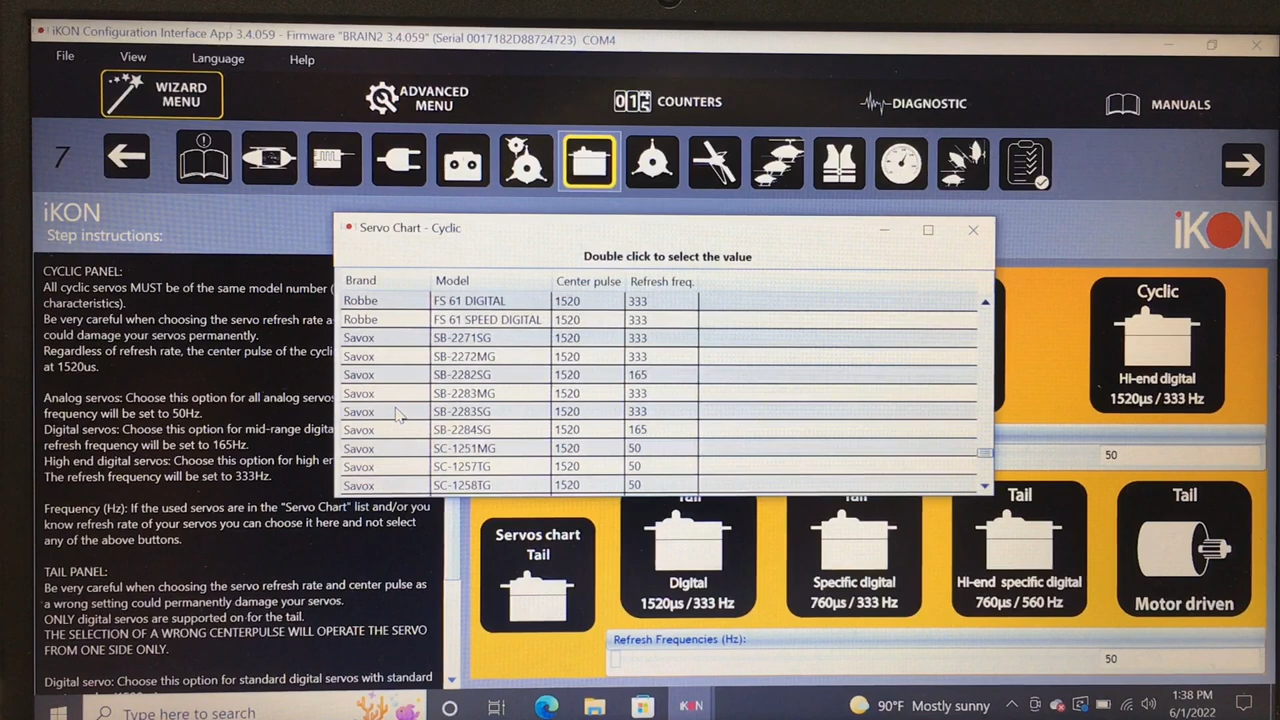 iKON Configuration Interface App 3.4.059 - Firmware "BRAIN2 3.4.059" (Serial 0017182D88724723) COM4
File View Language Help
WIZARD MENU
ADVANCED MENU
COUNTERS
DIAGNOSTIC
MANUALS
7
iKON
Step instructions:
iKON
CYCLIC PANEL:
All cyclic servos MUST be of the same model number (
characteristics).
Be very careful when choosing the servo refresh rate a
could damage your servos permanently.
Regardless of refresh rate, the center pulse of the cycli
at 1520us.
Analog servos: Choose this option for all analog servos
frequency will be set to 50Hz.
Digital servos: Choose this option for mid-range digita
refresh frequency will be set to 165Hz.
High end digital servos: Choose this option for high er
The refresh frequency will be set to 333Hz.
Frequency (Hz): If the used servos are in the "Servo Chart" list and/or you
know refresh rate of your servos you can choose it here and not select
any of the above buttons.
TAIL PANEL:
Be very careful when choosing the servo refresh rate and center pulse as
a wrong setting could permanently damage your servos.
ONLY digital servos are supported on for the tail.
THE SELECTION OF A WRONG CENTERPULSE WILL OPERATE THE SERVO
FROM ONE SIDE ONLY.
Digital servo: Choose this option for standard digital servos with standard
Servo Chart - Cyclic
Double click to select the value
Brand Model Center pulse Refresh freq.
Robbe FS 61 DIGITAL 1520 333
Robbe FS 61 SPEED DIGITAL 1520 333
Savox SB-2271SG 1520 333
Savox SB-2272MG 1520 333
Savox SB-2282SG 1520 165
Savox SB-2283MG 1520 333
Savox SB-2283SG 1520 333
Savox SB-2284SG 1520 165
Savox SC-1251MG 1520 50
Savox SC-1257TG 1520 50
Savox SC-1258TG 1520 50
Cyclic
Hi-end digital
1520µs / 333 Hz
50
Servos chart
Tail
Tail
Digital
1520µs / 333 Hz
Tail
Specific digital
760µs / 333 Hz
Tail
Hi-end specific digital
760µs / 560 Hz
Tail
Motor driven
Refresh Frequencies (Hz):
50
Type here to search
iKON
90°F Mostly sunny
1:38 PM
6/1/2022